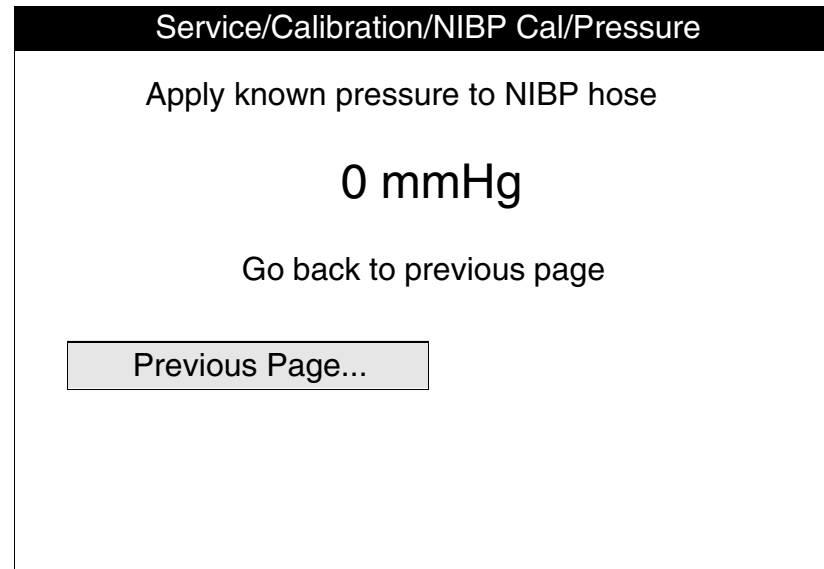 Service/Calibration/NIBP Cal/Pressure
Apply known pressure to NIBP hose
0 mmHg
Go back to previous page
Previous Page...